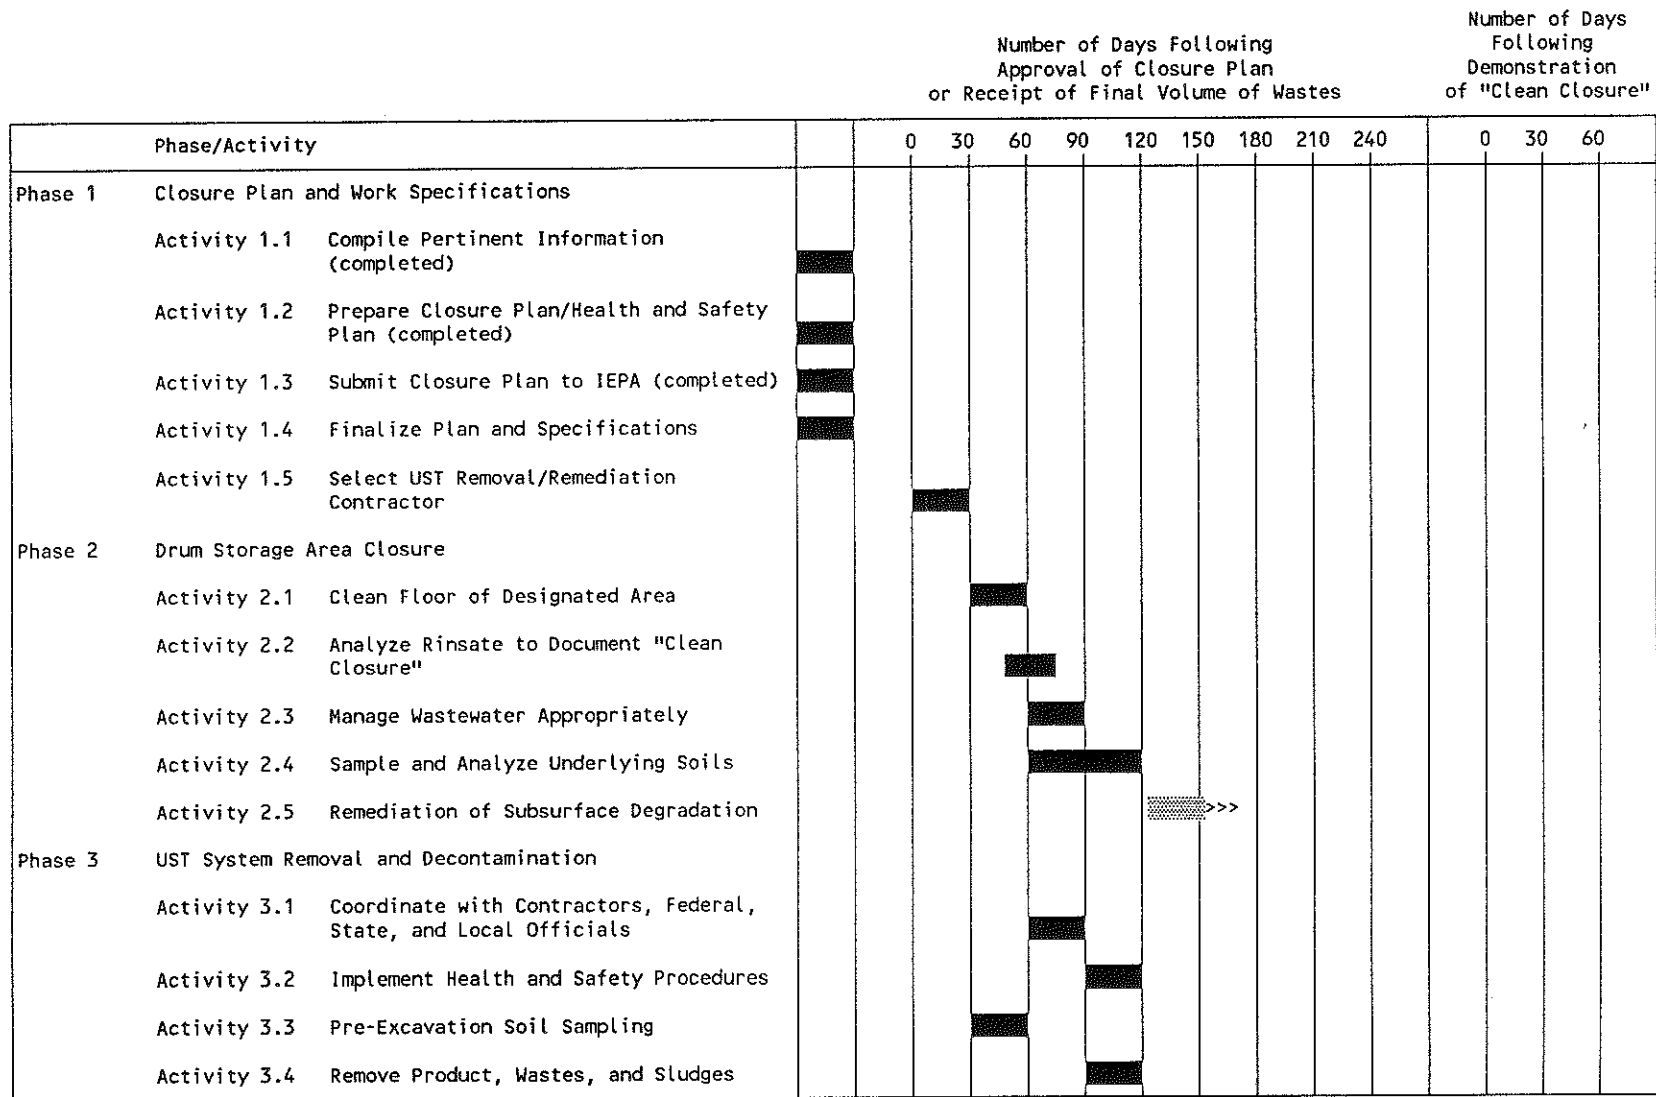 Number of Days Following
Approval of Closure Plan
or Receipt of Final Volume of Wastes
Number of Days
Following
Demonstration
of "Clean Closure"
Phase/Activity 0 30 60 90 120 150 180 210 240 0 30 60
Phase 1 Closure Plan and Work Specifications
Activity 1.1 Compile Pertinent Information
(completed)
Activity 1.2 Prepare Closure Plan/Health and Safety
Plan (completed)
Activity 1.3 Submit Closure Plan to IEPA (completed)
Activity 1.4 Finalize Plan and Specifications
Activity 1.5 Select UST Removal/Remediation
Contractor
Phase 2 Drum Storage Area Closure
Activity 2.1 Clean Floor of Designated Area
Activity 2.2 Analyze Rinsate to Document "Clean
Closure"
Activity 2.3 Manage Wastewater Appropriately
Activity 2.4 Sample and Analyze Underlying Soils
Activity 2.5 Remediation of Subsurface Degradation >>>
Phase 3 UST System Removal and Decontamination
Activity 3.1 Coordinate with Contractors, Federal,
State, and Local Officials
Activity 3.2 Implement Health and Safety Procedures
Activity 3.3 Pre-Excavation Soil Sampling
Activity 3.4 Remove Product, Wastes, and Sludges